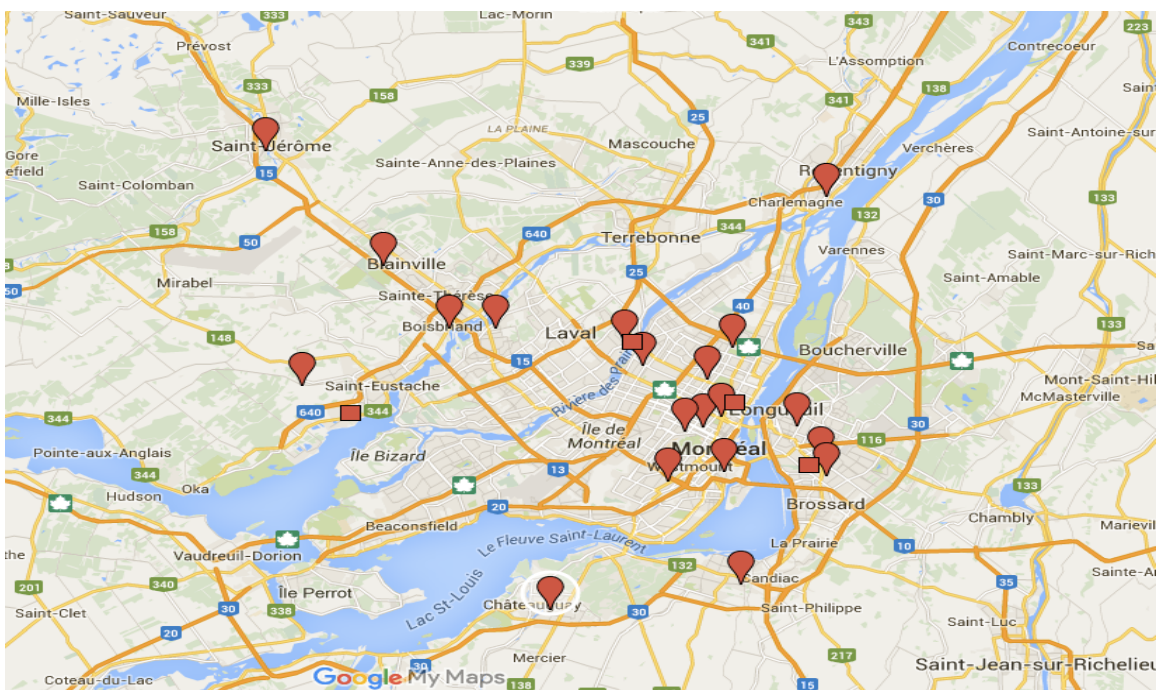 Saint-Sauveur
Lac-Morin
Prévost
333
341
343
223
Contrecoeur
L'Assomption
339
Mille-Isles
333
158
341
138
25
LA PLAINE
Mascouche
Saint-Jérôme
Saint-Antoine-sur
Verchères
Gore
Sainte-Anne-des-Plaines
Saint-Colomban
15
30
133
Charlemagne
132
158
50
640
344
Terrebonne
Varennes
Saint-Marc-sur-Rich
Blainville
Mirabel
25
Saint-Amable
50
Sainte-Thérèse
40
Boisbriand
Laval
148
Boucherville
15
Saint-Eustache
Rivière des Prairies
Mont-Saint-Hil
McMasterville
640
344
344
Longueuil
30
Île de
Montréal
116
Pointe-aux-Anglais
Île Bizard
Montréal
Westmount
344
13
Oka
Hudson
133
Brossard
20
Chambly
Marieville
Beaconsfield
Le Fleuve Saint-Laurent
La Prairie
10
Vaudreuil-Dorion
132
Candiac
201
340
Île Perrot
Lac St-Louis
Châteauguay
35
Sainte-An
30
338
Saint-Clet
30
Saint-Philippe
Saint-Luc
20
133
30
Mercier
217
Saint-Jean-sur-Richelieu
Coteau-du-Lac
Google My Maps
138